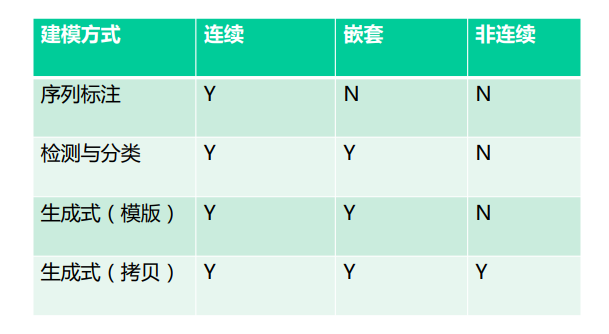 建模方式 连续 嵌套 非连续
序列标注 Y N N
检测与分类 Y Y N
生成式（模版） Y Y N
生成式（拷贝） Y Y Y